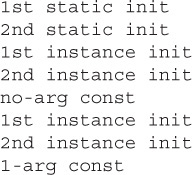 1st static init
2nd static init
1st instance init
2nd instance init
no-arg const
1st instance init
2nd instance init
1-arg const